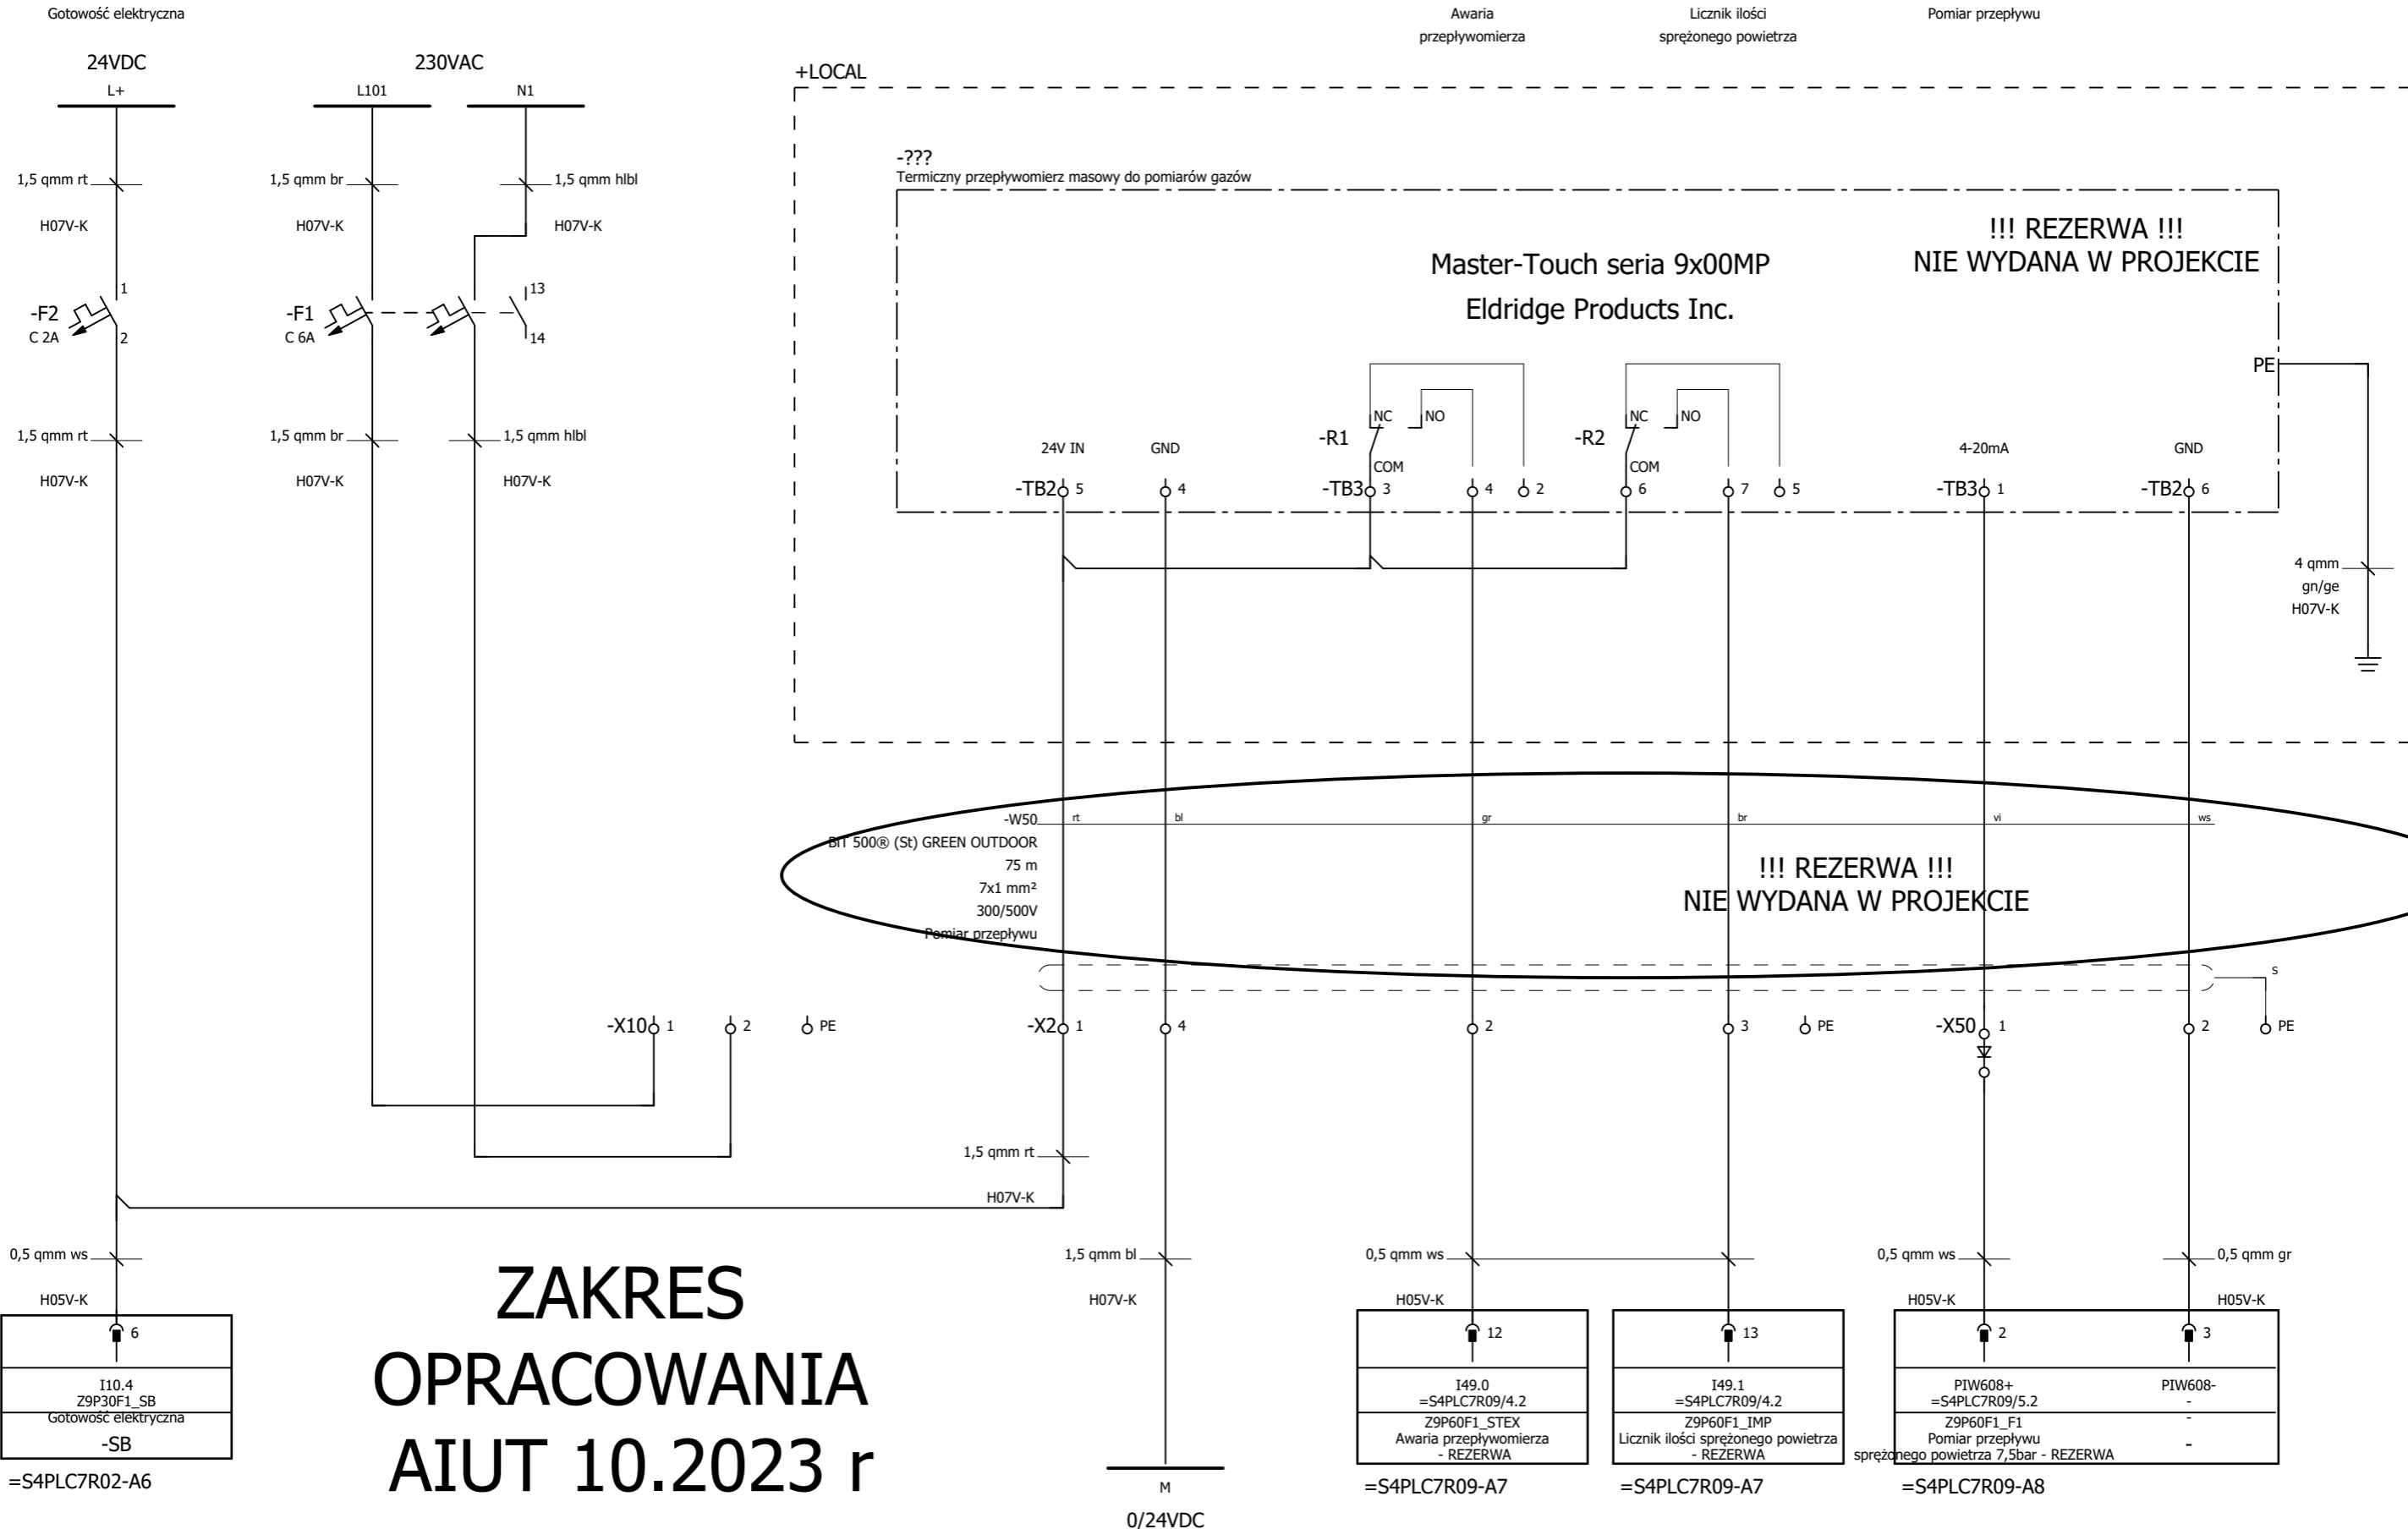 Gotowość elektryczna
Awaria
przepływomierza
Licznik ilości
sprężonego powietrza
Pomiar przepływu
24VDC
230VAC
L+
L101
N1
+LOCAL
-???
Termiczny przepływomierz masowy do pomiarów gazów
1,5 qmm rt
1,5 qmm br
1,5 qmm hlbl
H07V-K
H07V-K
H07V-K
!!! REZERWA !!!
NIE WYDANA W PROJEKCIE
Master-Touch seria 9x00MP
Eldridge Products Inc.
1
-F2
C 2A
2
-F1
C 6A
13
14
PE
NC
NO
-R1
COM
NC
NO
-R2
COM
1,5 qmm rt
1,5 qmm br
1,5 qmm hlbl
H07V-K
H07V-K
H07V-K
24V IN
GND
4-20mA
GND
-TB2
5
4
-TB3
3
4
2
6
7
5
-TB3
1
-TB2
6
4 qmm
gn/ge
H07V-K
-W50
rt
bl
gr
br
vi
ws
BiT 500® (St) GREEN OUTDOOR
75 m
7x1 mm²
300/500V
Pomiar przepływu
!!! REZERWA !!!
NIE WYDANA W PROJEKCIE
S
-X10
1
2
PE
-X2
1
4
2
3
PE
-X50
1
2
PE
1,5 qmm rt
H07V-K
0,5 qmm ws
H05V-K
1,5 qmm bl
H07V-K
0,5 qmm ws
H05V-K
0,5 qmm ws
H05V-K
0,5 qmm gr
H05V-K
ZAKRES
OPRACOWANIA
AIUT 10.2023 r
6
I10.4
Z9P30F1_SB
Gotowość elektryczna
-SB
=S4PLC7R02-A6
M
0/24VDC
12
I49.0
=S4PLC7R09/4.2
Z9P60F1_STEX
Awaria przepływomierza
- REZERWA
=S4PLC7R09-A7
13
I49.1
=S4PLC7R09/4.2
Z9P60F1_IMP
Licznik ilości sprężonego powietrza
- REZERWA
=S4PLC7R09-A7
2
3
PIW608+
=S4PLC7R09/5.2
Z9P60F1_F1
Pomiar przepływu
sprężonego powietrza 7,5bar - REZERWA
PIW608-
-
-
-
=S4PLC7R09-A8